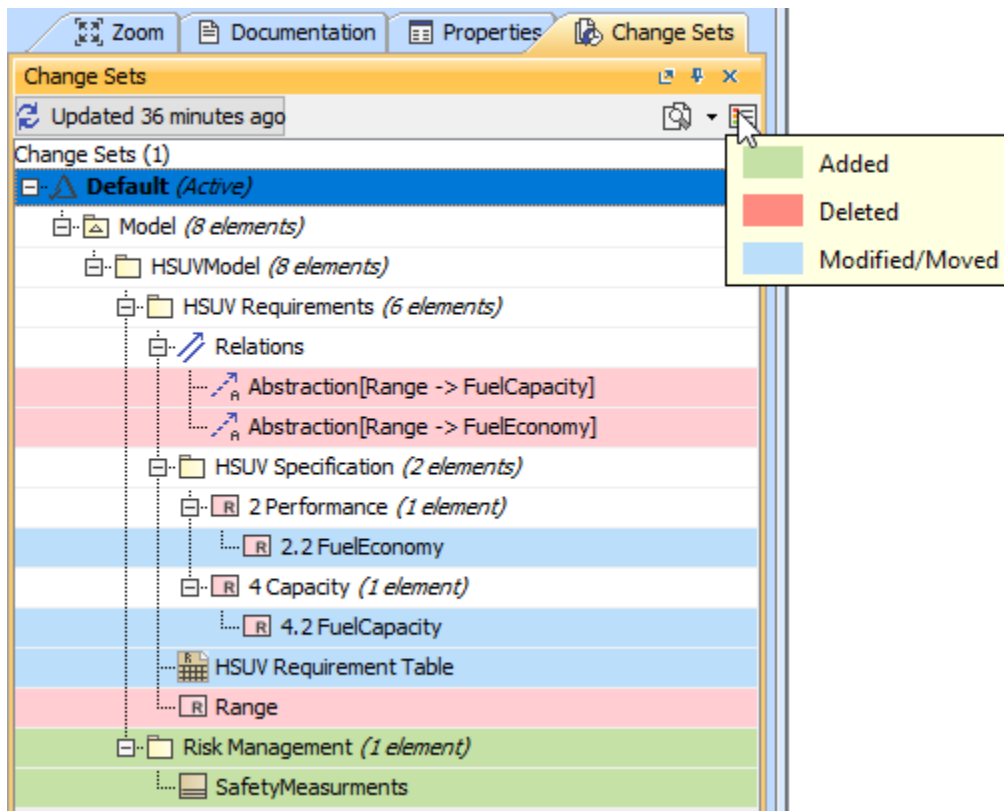 Zoom Documentation Properties Change Sets
Change Sets
Updated 36 minutes ago
Change Sets (1)
Default (Active)
Model (8 elements)
HSUVModel (8 elements)
HSUV Requirements (6 elements)
Relations
A Abstraction[Range -> FuelCapacity]
A Abstraction[Range -> FuelEconomy]
HSUV Specification (2 elements)
R 2 Performance (1 element)
R 2.2 FuelEconomy
R 4 Capacity (1 element)
R 4.2 FuelCapacity
R HSUV Requirement Table
R Range
Risk Management (1 element)
SafetyMeasurments
Added
Deleted
Modified/Moved